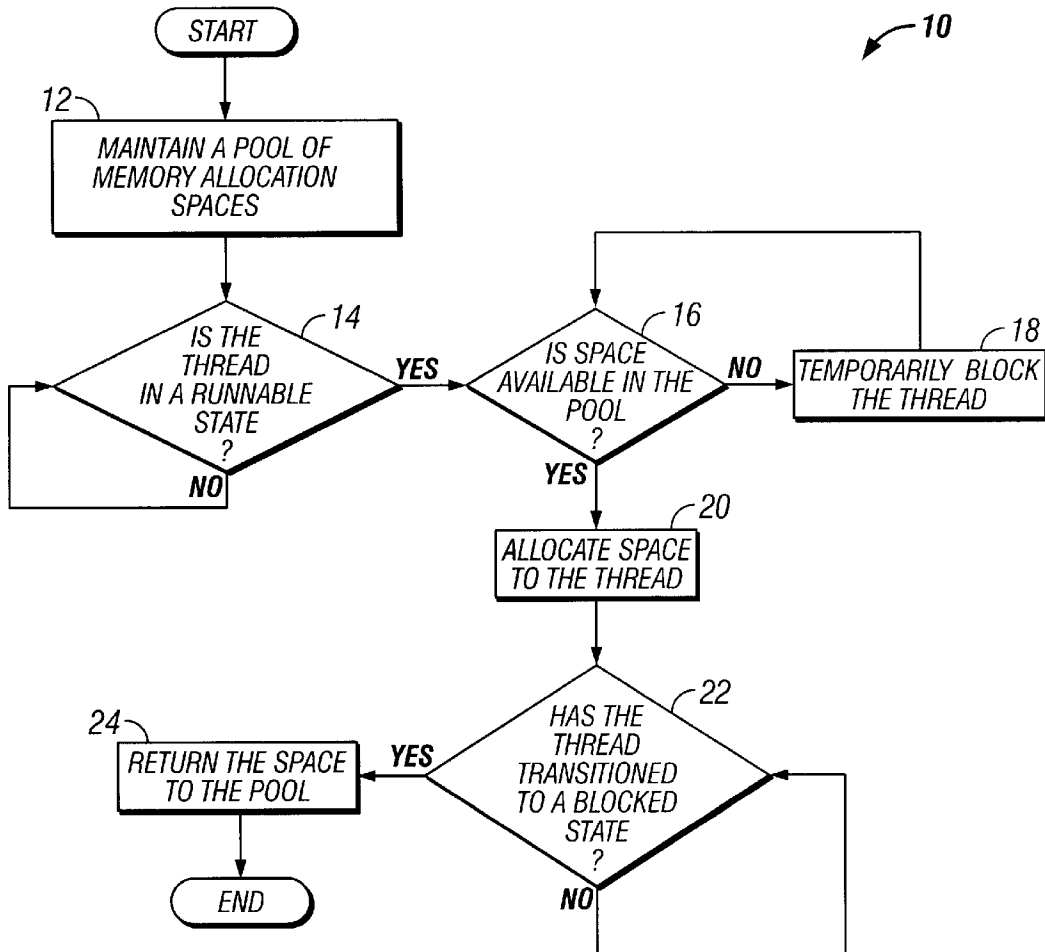 START
10
12
MAINTAIN A POOL OF
MEMORY ALLOCATION
SPACES
14
IS THE
THREAD
IN A RUNNABLE
STATE
?
YES
NO
16
IS SPACE
AVAILABLE IN THE
POOL
?
NO
YES
18
TEMPORARILY BLOCK
THE THREAD
20
ALLOCATE SPACE
TO THE THREAD
22
HAS THE
THREAD
TRANSITIONED
TO A BLOCKED
STATE
?
YES
NO
24
RETURN THE SPACE
TO THE POOL
END